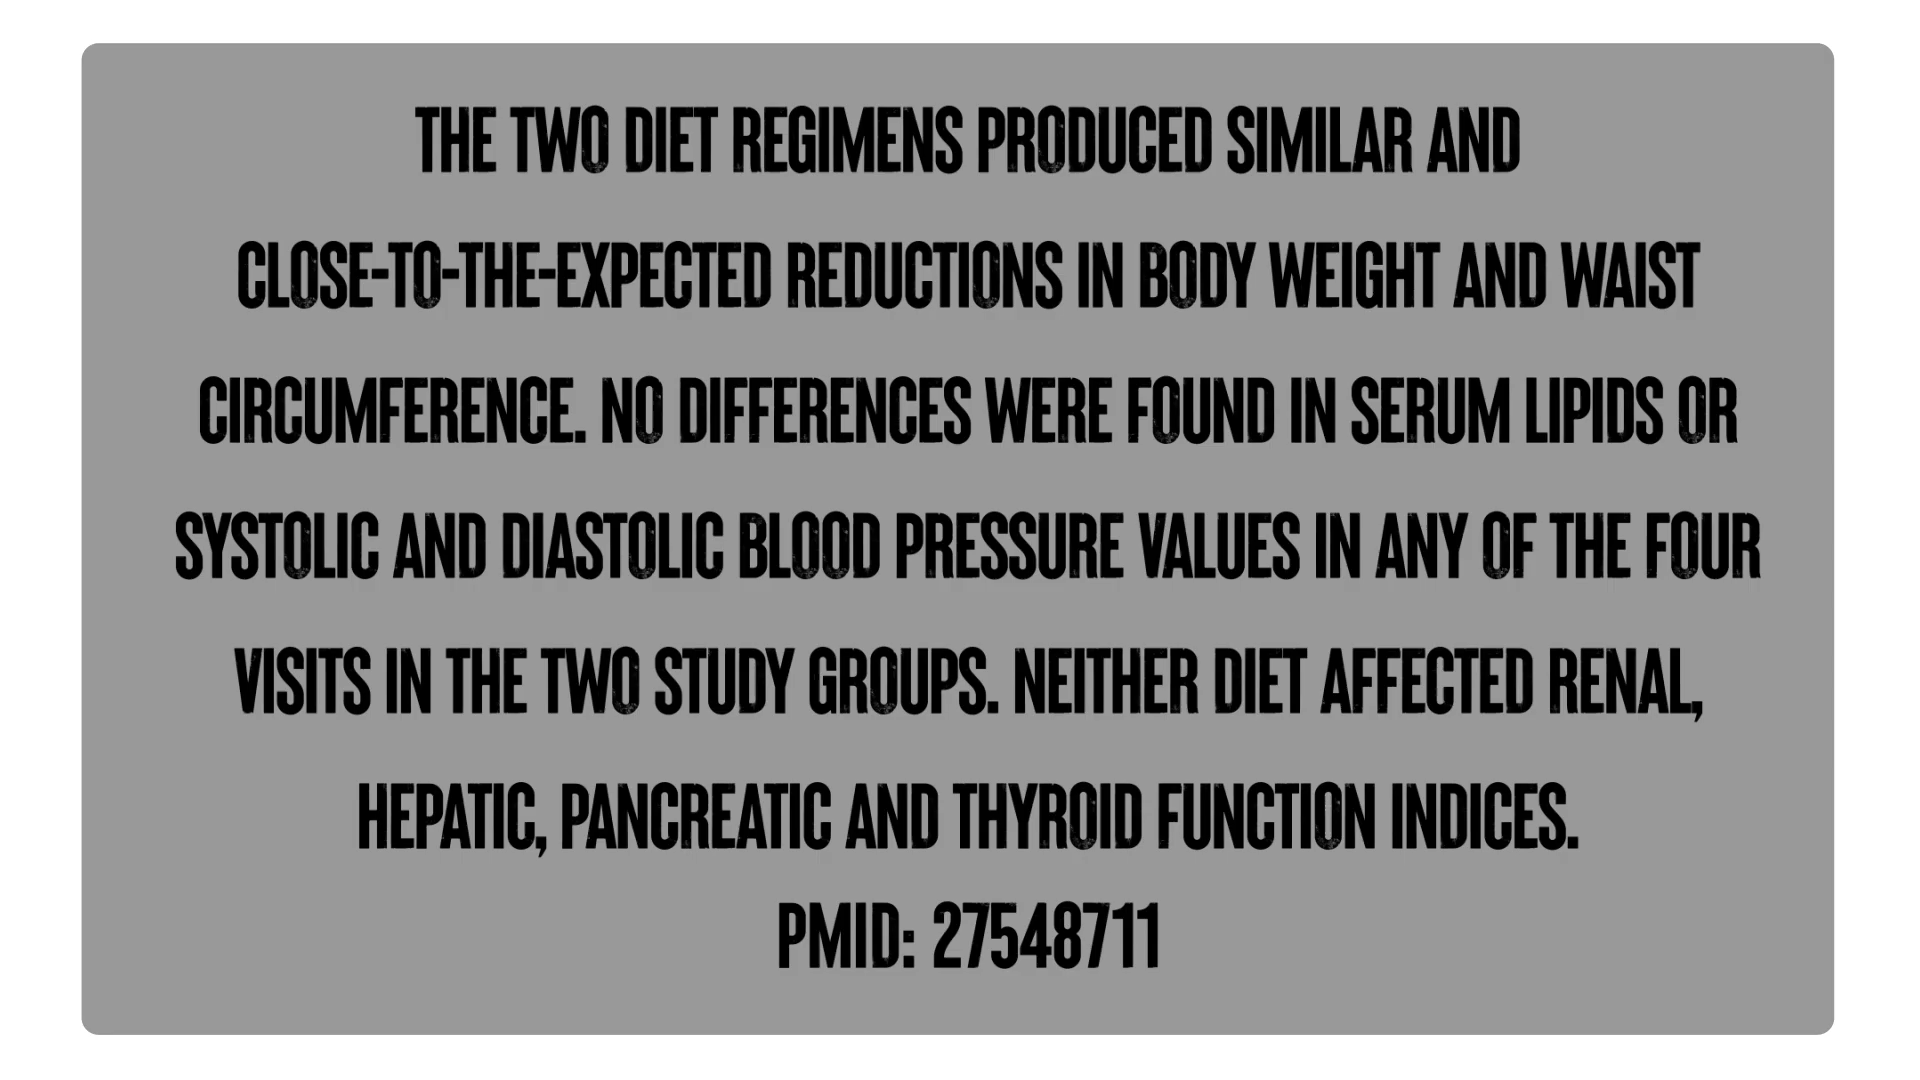 THE TWO DIET REGIMENS PRODUCED SIMILAR AND
CLOSE-TO-THE-EXPECTED REDUCTIONS IN BODY WEIGHT AND WAIST
CIRCUMFERENCE. NO DIFFERENCES WERE FOUND IN SERUM LIPIDS OR
SYSTOLIC AND DIASTOLIC BLOOD PRESSURE VALUES IN ANY OF THE FOUR
VISITS IN THE TWO STUDY GROUPS. NEITHER DIET AFFECTED RENAL,
HEPATIC, PANCREATIC AND THYROID FUNCTION INDICES.
PMID: 27548711